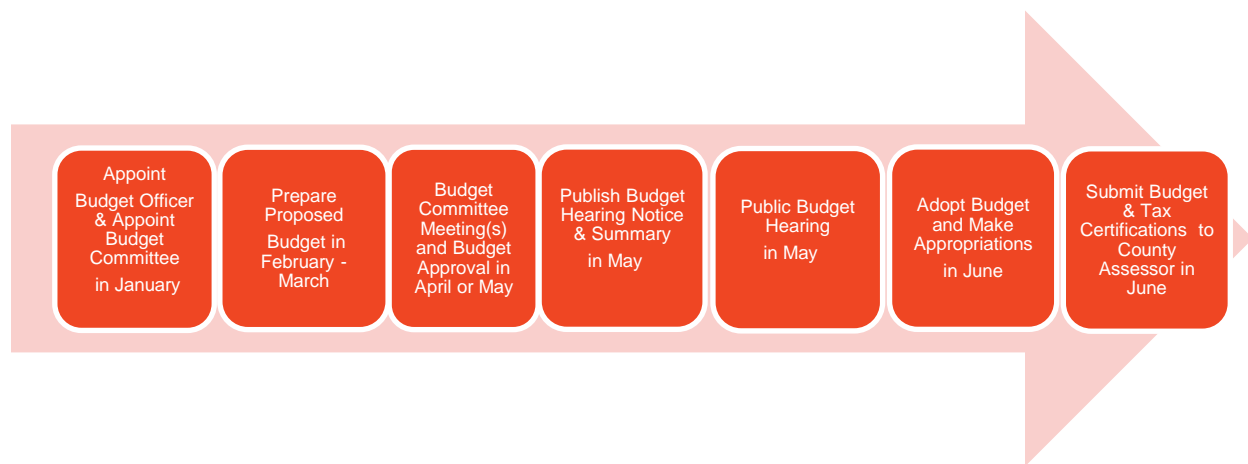 Appoint
Budget Officer
& Appoint
Budget
Committee
in January
Prepare
Proposed
Budget in
February -
March
Budget
Committee
Meeting(s)
and Budget
Approval in
April or May
Publish Budget
Hearing Notice
& Summary
in May
Public Budget
Hearing
in May
Adopt Budget
and Make
Appropriations
in June
Submit Budget
& Tax
Certifications to
County
Assessor in
June